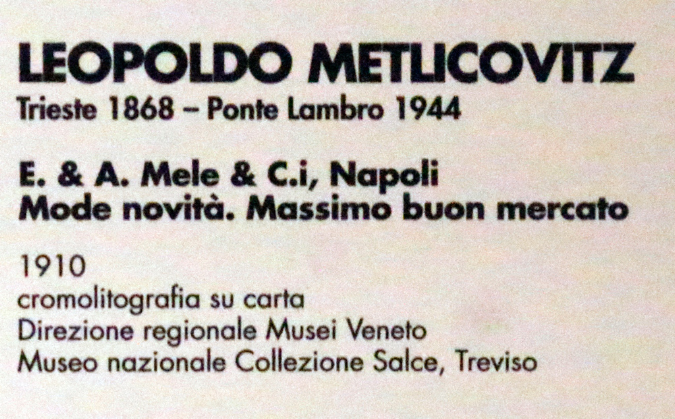 LEOPOLDO METLICOVITZ
Trieste 1868 – Ponte Lambro 1944
E. & A. Mele & C.i, Napoli
Mode novità. Massimo buon mercato
1910
cromolitografia su carta
Direzione regionale Musei Veneto
Museo nazionale Collezione Salce, Treviso